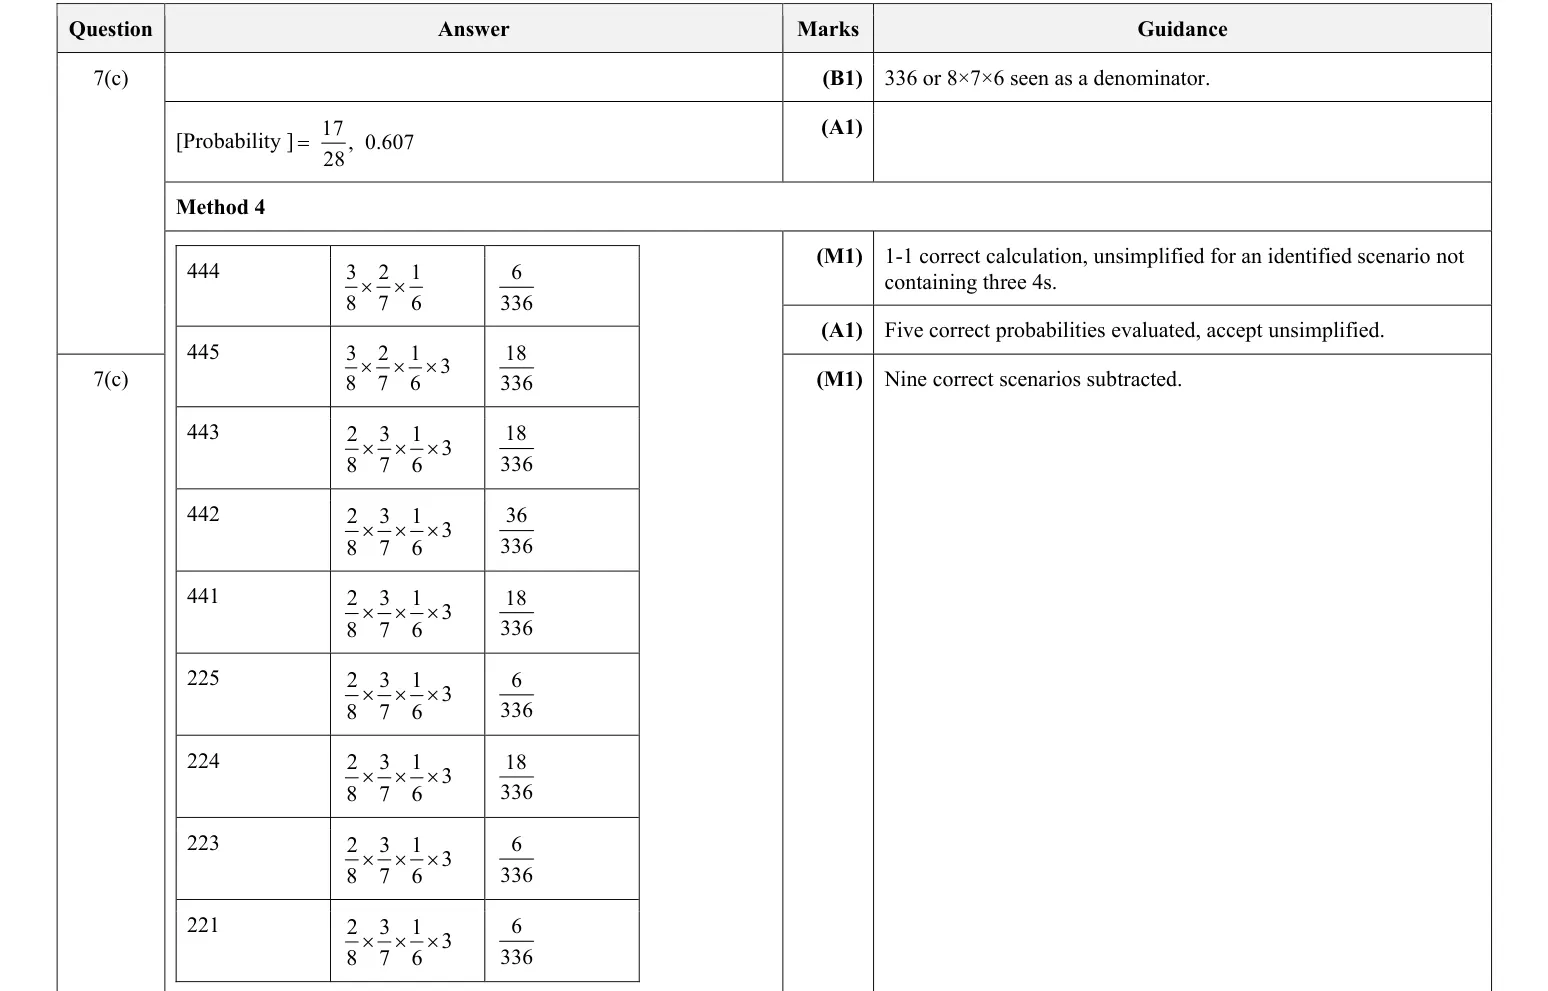 Question Answer Marks Guidance
7(c) (B1) 336 or 8×7×6 seen as a denominator.
[Probability ] = 17/28, 0.607 (A1)
Method 4
444 3/8 × 2/7 × 1/6 6/336 (M1) 1-1 correct calculation, unsimplified for an identified scenario not
containing three 4s.
(A1) Five correct probabilities evaluated, accept unsimplified.
445 3/8 × 2/7 × 1/6 × 3 18/336
7(c) (M1) Nine correct scenarios subtracted.
443 2/8 × 3/7 × 1/6 × 3 18/336
442 2/8 × 3/7 × 1/6 × 3 36/336
441 2/8 × 3/7 × 1/6 × 3 18/336
225 2/8 × 3/7 × 1/6 × 3 6/336
224 2/8 × 3/7 × 1/6 × 3 18/336
223 2/8 × 3/7 × 1/6 × 3 6/336
221 2/8 × 3/7 × 1/6 × 3 6/336